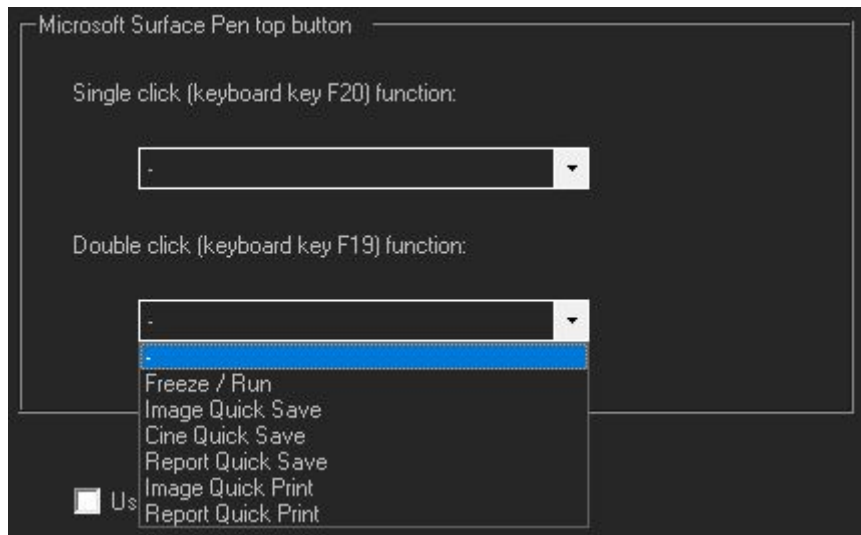 Microsoft Surface Pen top button
Single click (keyboard key F20) function:
-
Double click (keyboard key F19) function:
-
-
Freeze / Run
Image Quick Save
Cine Quick Save
Report Quick Save
Image Quick Print
Us
Report Quick Print